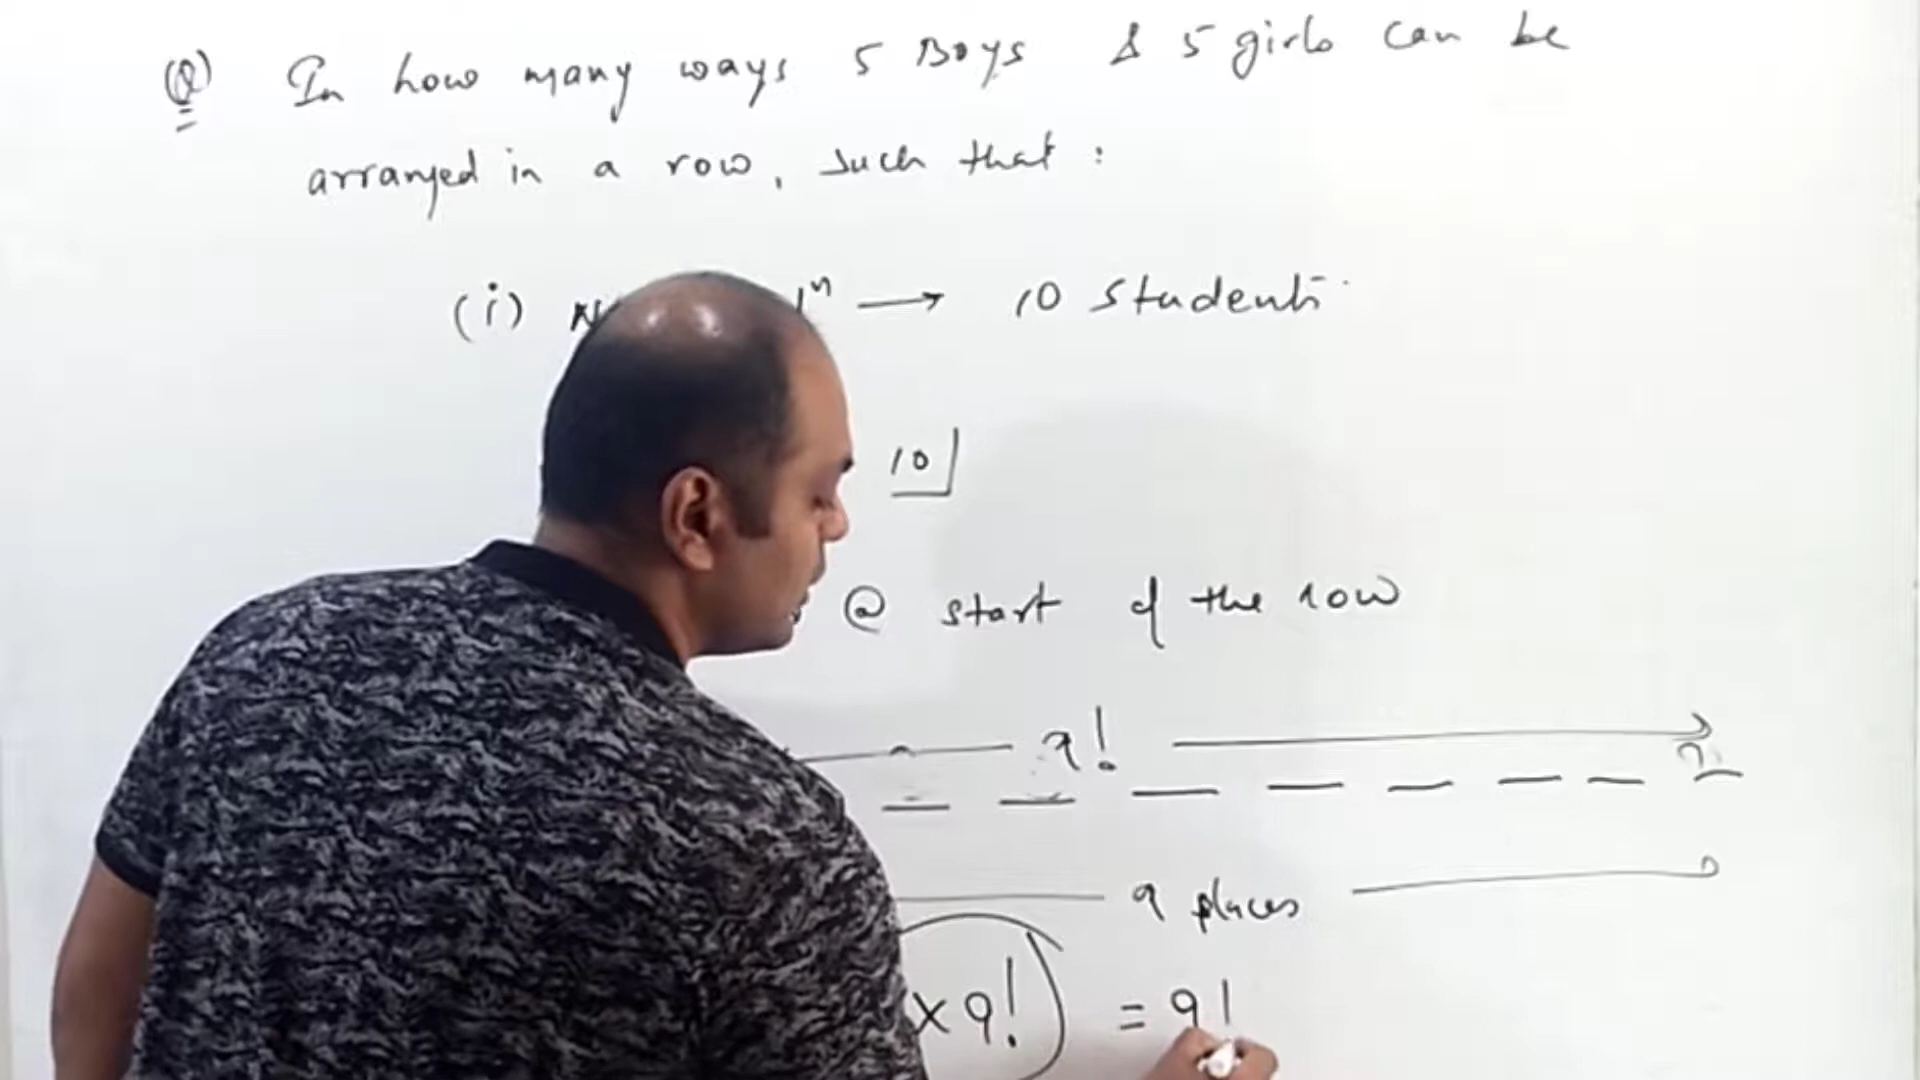 (Q) In how many ways 5 Boys & 5 girls can be
arranged in a row, such that :
(i) → 10 Students
10
@ start of the row
9!
9 places
× 9! ) = 9!